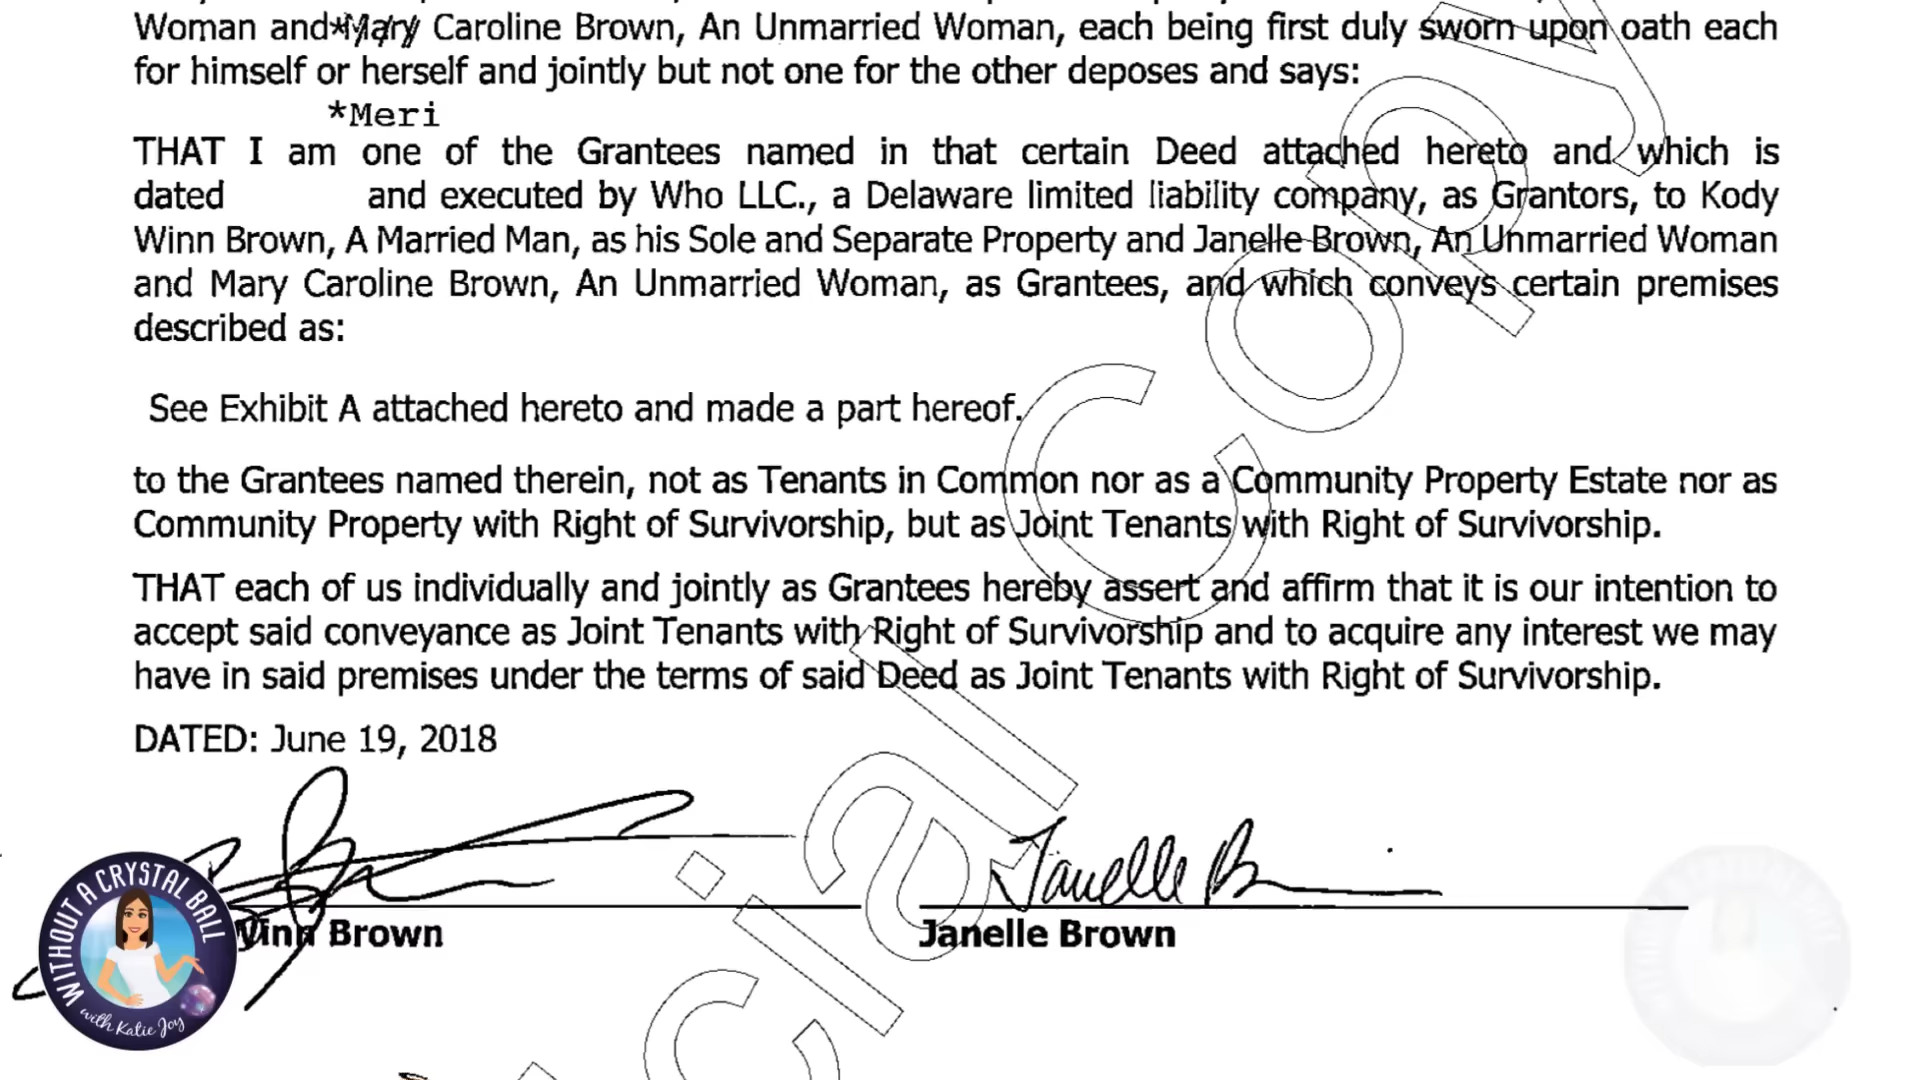 Woman and*Mary Caroline Brown, An Unmarried Woman, each being first duly sworn upon oath each
for himself or herself and jointly but not one for the other deposes and says:
*Meri
THAT I am one of the Grantees named in that certain Deed attached hereto and which is
dated and executed by Who LLC., a Delaware limited liability company, as Grantors, to Kody
Winn Brown, A Married Man, as his Sole and Separate Property and Janelle Brown, An Unmarried Woman
and Mary Caroline Brown, An Unmarried Woman, as Grantees, and which conveys certain premises
described as:
See Exhibit A attached hereto and made a part hereof.
to the Grantees named therein, not as Tenants in Common nor as a Community Property Estate nor as
Community Property with Right of Survivorship, but as Joint Tenants with Right of Survivorship.
THAT each of us individually and jointly as Grantees hereby assert and affirm that it is our intention to
accept said conveyance as Joint Tenants with Right of Survivorship and to acquire any interest we may
have in said premises under the terms of said Deed as Joint Tenants with Right of Survivorship.
DATED: June 19, 2018
Janelle B
Winn Brown
Janelle Brown
WITHOUT A CRYSTAL BALL
with Katie Joy
cial Copy